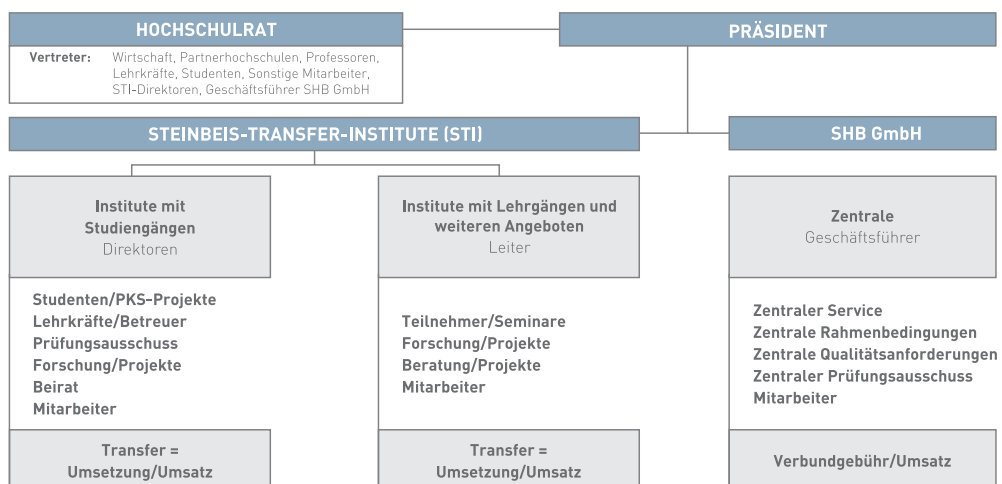 HOCHSCHULRAT
Vertreter: Wirtschaft, Partnerhochschulen, Professoren,
Lehrkräfte, Studenten, Sonstige Mitarbeiter,
STI-Direktoren, Geschäftsführer SHB GmbH
PRÄSIDENT
STEINBEIS-TRANSFER-INSTITUTE (STI)
SHB GmbH
Institute mit
Studiengängen
Direktoren
Institute mit Lehrgängen und
weiteren Angeboten
Leiter
Zentrale
Geschäftsführer
Studenten/PKS-Projekte
Lehrkräfte/Betreuer
Prüfungsausschuss
Forschung/Projekte
Beirat
Mitarbeiter
Teilnehmer/Seminare
Forschung/Projekte
Beratung/Projekte
Mitarbeiter
Zentraler Service
Zentrale Rahmenbedingungen
Zentrale Qualitätsanforderungen
Zentraler Prüfungsausschuss
Mitarbeiter
Transfer =
Umsetzung/Umsatz
Transfer =
Umsetzung/Umsatz
Verbundgebühr/Umsatz